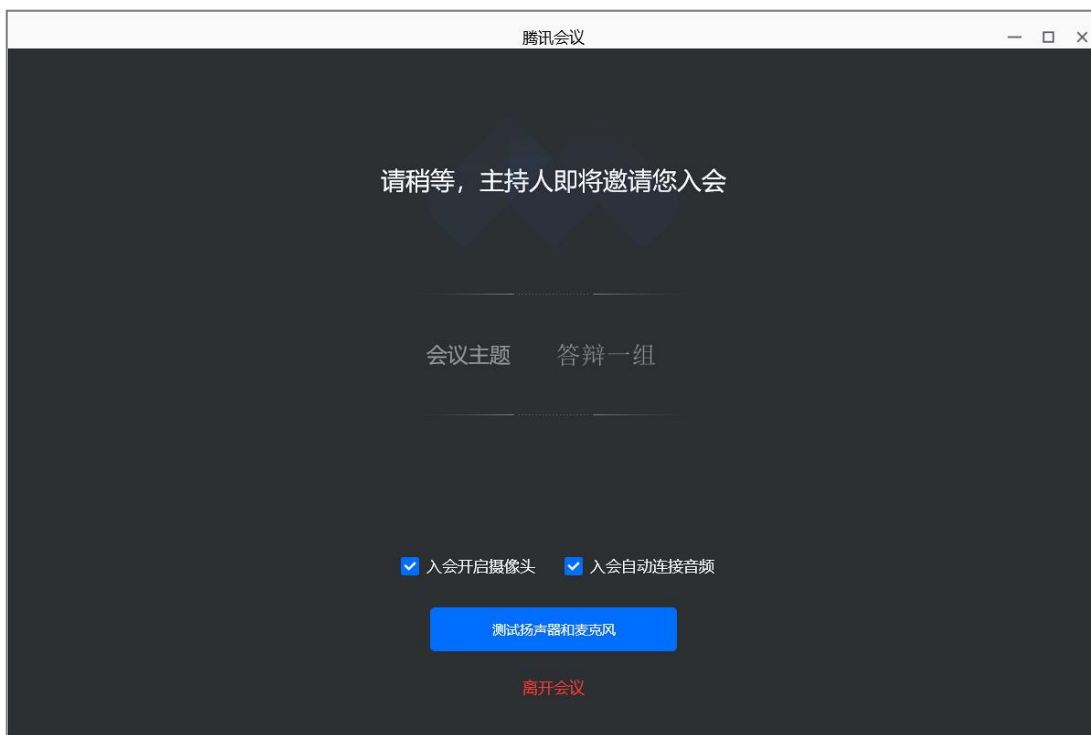 腾讯会议
请稍等，主持人即将邀请您入会
会议主题 答辩一组
入会开启摄像头 入会自动连接音频
测试扬声器和麦克风
离开会议